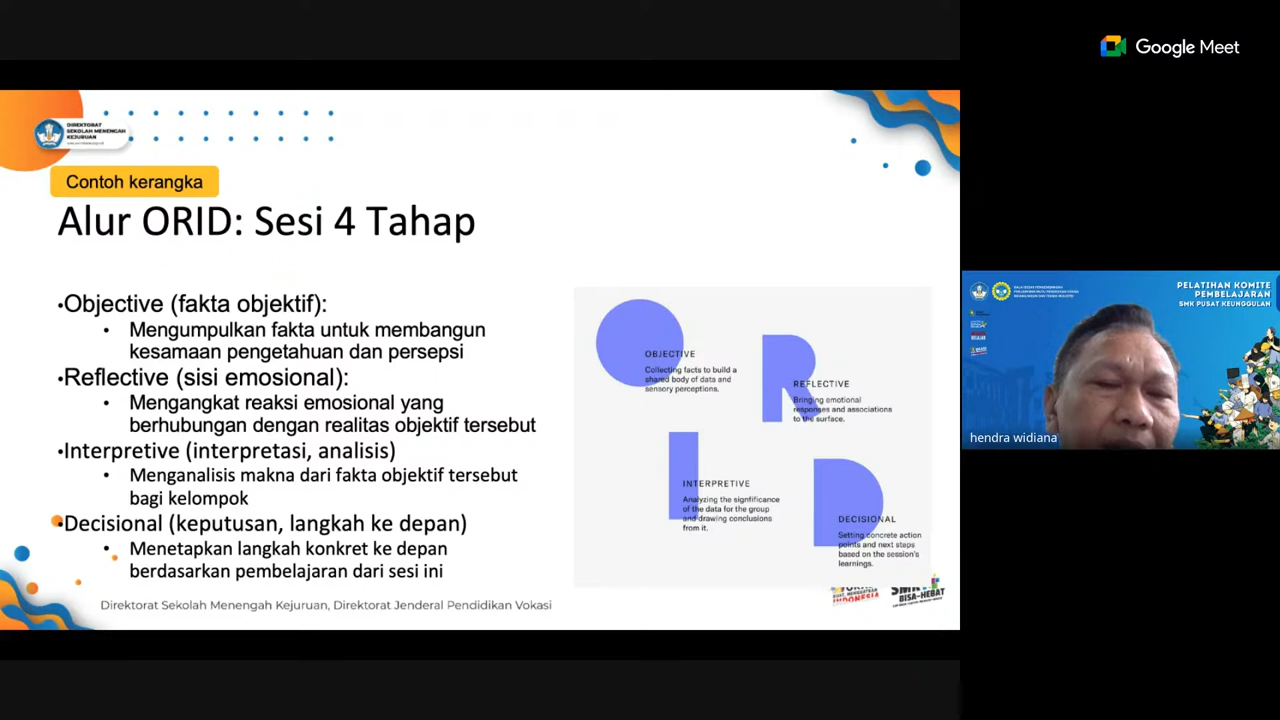 Google Meet
DIREKTORAT
SEKOLAH MENENGAH
KEJURUAN
Contoh kerangka
Alur ORID: Sesi 4 Tahap
•Objective (fakta objektif):
• Mengumpulkan fakta untuk membangun
kesamaan pengetahuan dan persepsi
•Reflective (sisi emosional):
• Mengangkat reaksi emosional yang
berhubungan dengan realitas objektif tersebut
•Interpretive (interpretasi, analisis)
• Menganalisis makna dari fakta objektif tersebut
bagi kelompok
•Decisional (keputusan, langkah ke depan)
• Menetapkan langkah konkret ke depan
berdasarkan pembelajaran dari sesi ini
OBJECTIVE
Collecting facts to build a
shared body of data and
sensory perceptions.
REFLECTIVE
Bringing emotional
responses and associations
to the surface.
INTERPRETIVE
Analyzing the signfificance
of the data for the group
and drawing conclusions
from it.
DECISIONAL
Setting concrete action
points and next steps
based on the session's
learnings.
Direktorat Sekolah Menengah Kejuruan, Direktorat Jenderal Pendidikan Vokasi
INDONESIA
SMK
BISA-HEBAT
PELATIHAN KOMITE
PEMBELAJARAN
SMK PUSAT KEUNGGULAN
hendra widiana